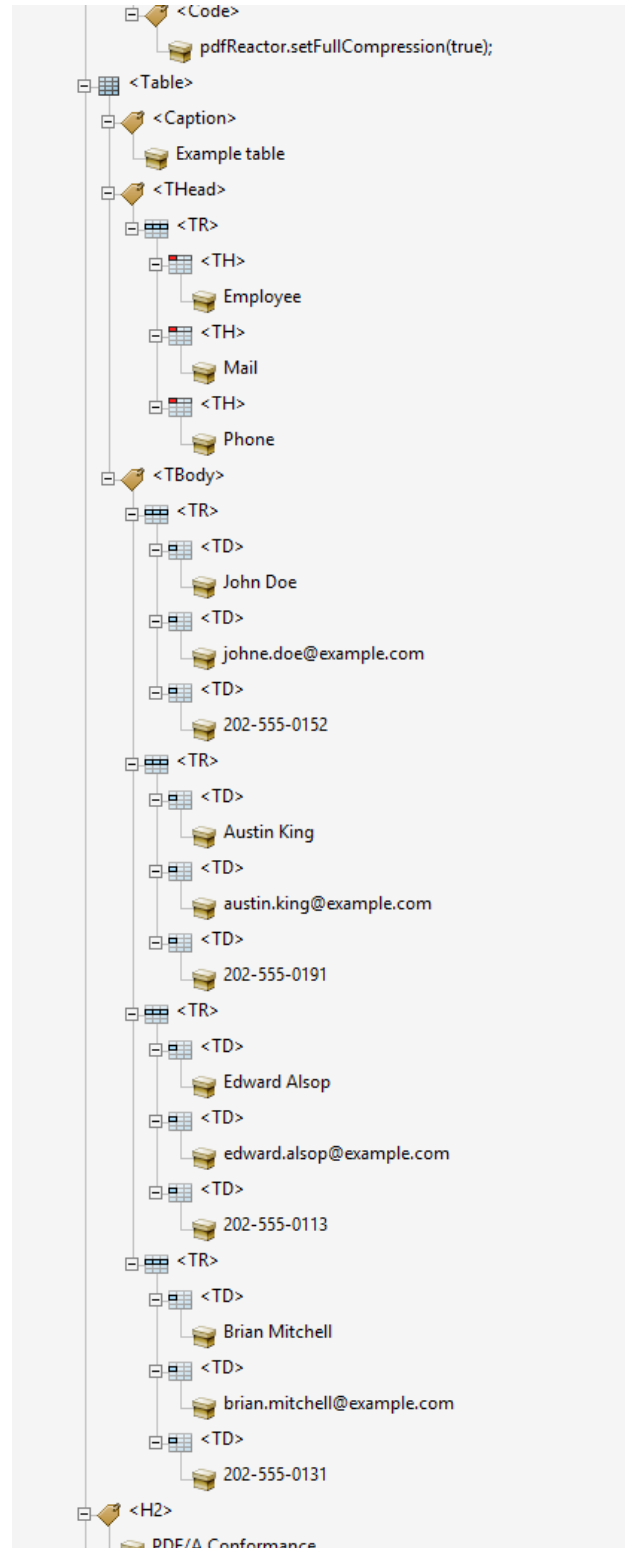 <Code>
pdfReactor.setFullCompression(true);
<Table>
<Caption>
Example table
<THead>
<TR>
<TH>
Employee
<TH>
Mail
<TH>
Phone
<TBody>
<TR>
<TD>
John Doe
<TD>
johne.doe@example.com
<TD>
202-555-0152
<TR>
<TD>
Austin King
<TD>
austin.king@example.com
<TD>
202-555-0191
<TR>
<TD>
Edward Alsop
<TD>
edward.alsop@example.com
<TD>
202-555-0113
<TR>
<TD>
Brian Mitchell
<TD>
brian.mitchell@example.com
<TD>
202-555-0131
<H2>
PDF/A Conformance